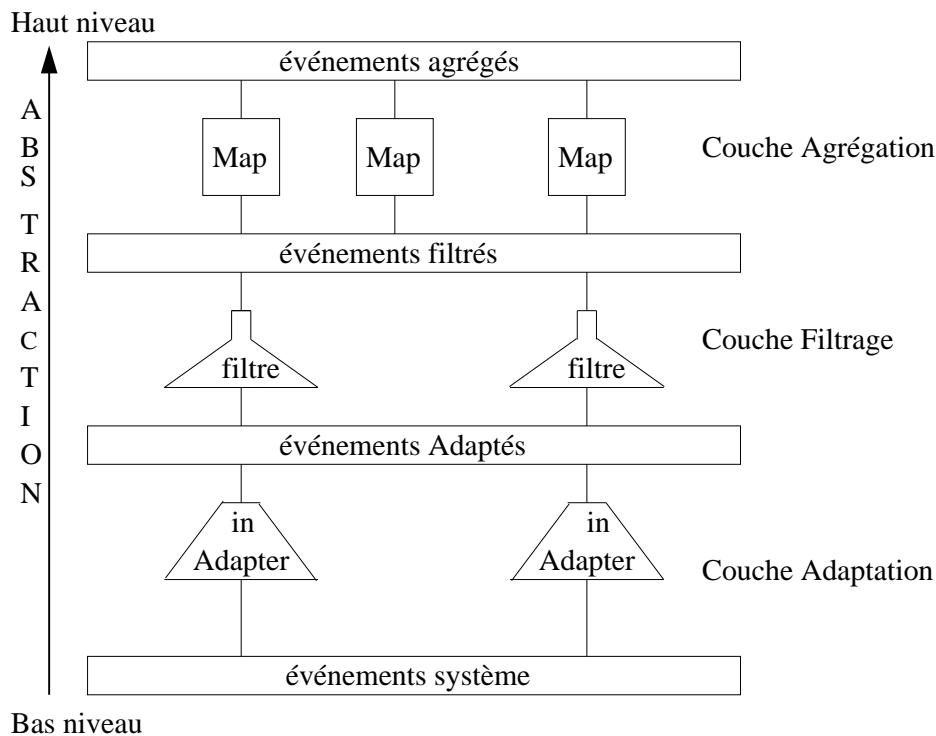 Haut niveau
événements agrégés
A
B
S
T
R
A
C
T
I
O
N
Map Map Map
Couche Agrégation
événements filtrés
Couche Filtrage
filtre filtre
événements Adaptés
in in
Adapter Adapter
Couche Adaptation
événements système
Bas niveau